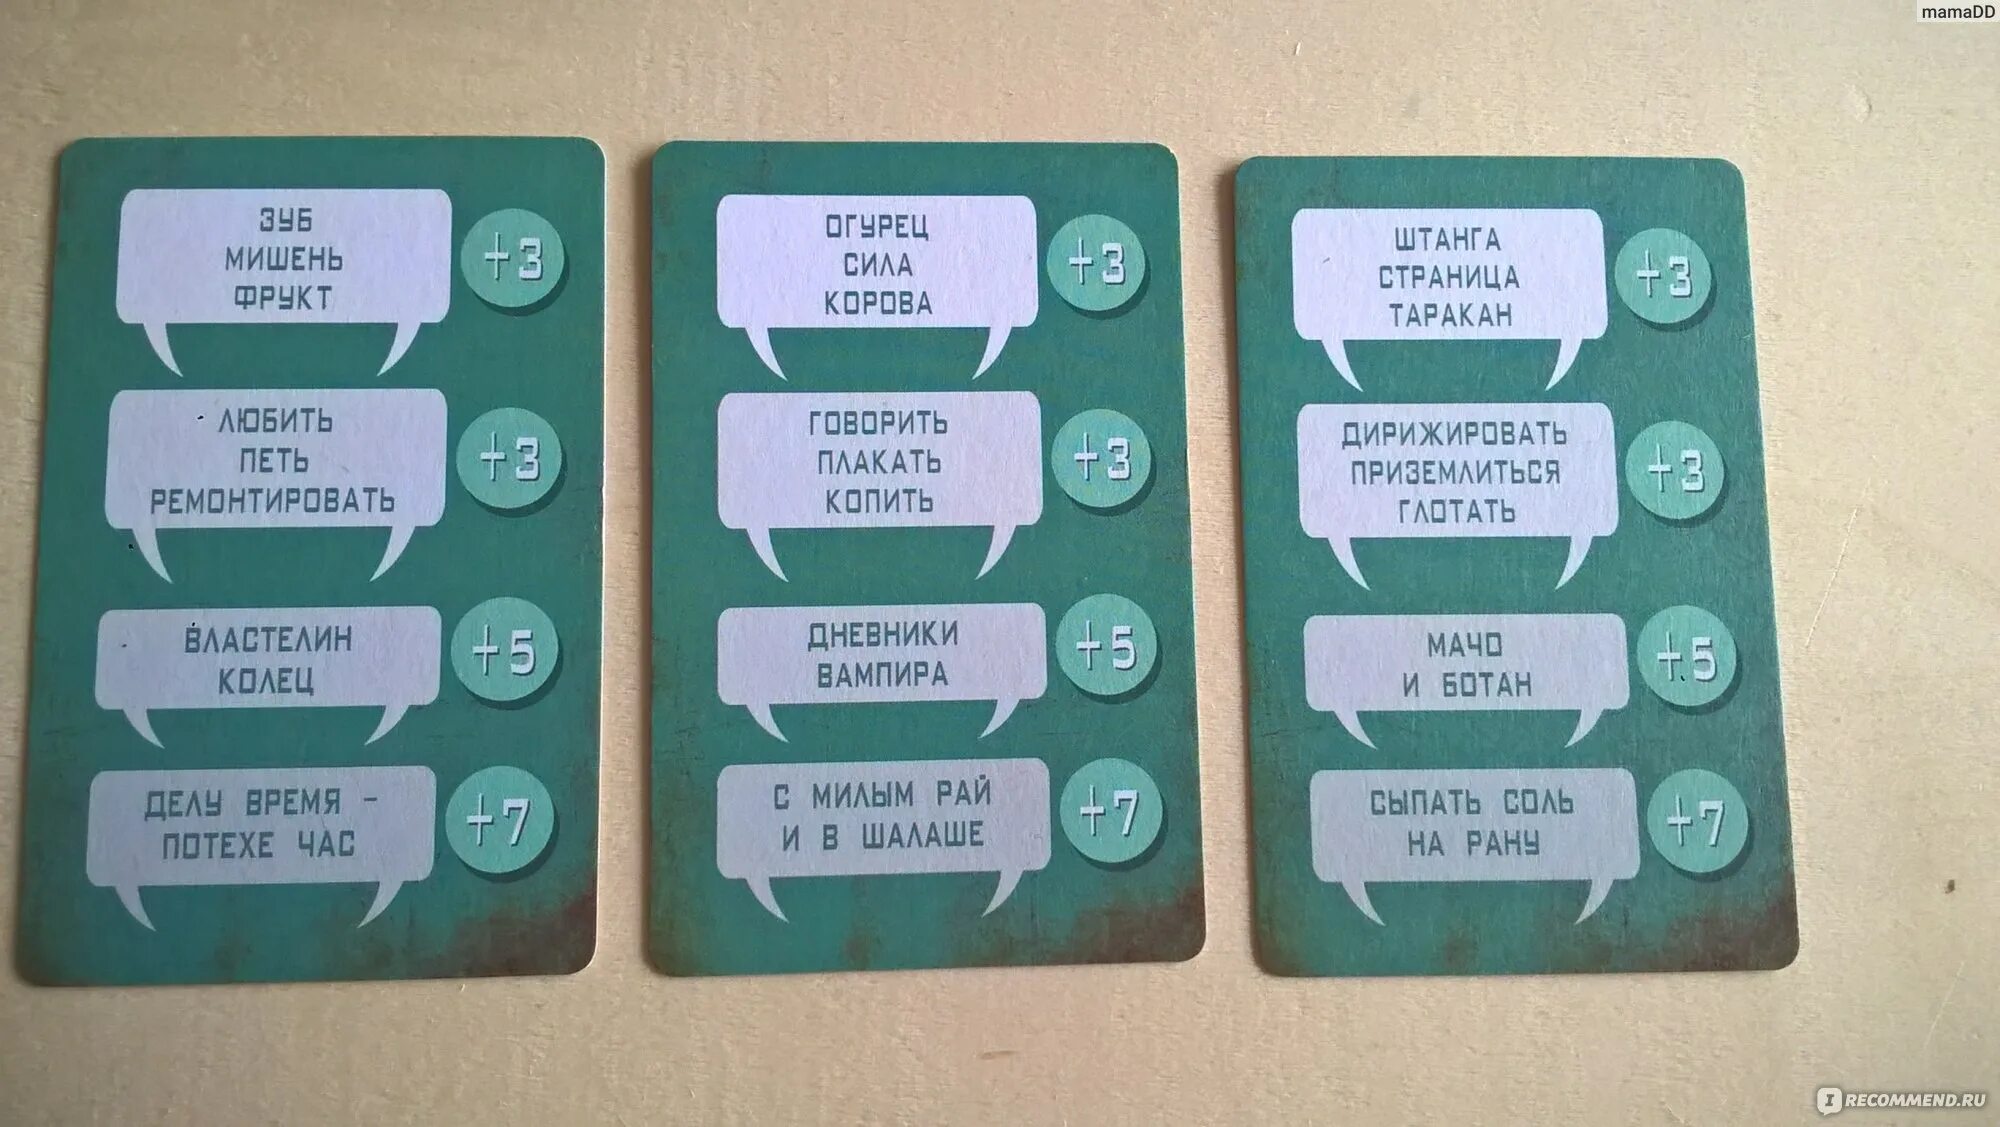 mamaDD
ЗУБ
МИШЕНЬ
ФРУКТ
+3
ЛЮБИТЬ
ПЕТЬ
РЕМОНТИРОВАТЬ
+3
ВЛАСТЕЛИН
КОЛЕЦ
+5
ДЕЛУ ВРЕМЯ -
ПОТЕХЕ ЧАС
+7
ОГУРЕЦ
СИЛА
КОРОВА
+3
ГОВОРИТЬ
ПЛАКАТЬ
КОПИТЬ
+3
ДНЕВНИКИ
ВАМПИРА
+5
С МИЛЫМ РАЙ
И В ШАЛАШЕ
+7
ШТАНГА
СТРАНИЦА
ТАРАКАН
+3
ДИРИЖИРОВАТЬ
ПРИЗЕМЛИТЬСЯ
ГЛОТАТЬ
+3
МАЧО
И БОТАН
+5
СЫПАТЬ СОЛЬ
НА РАНУ
+7
I RECOMMEND.RU